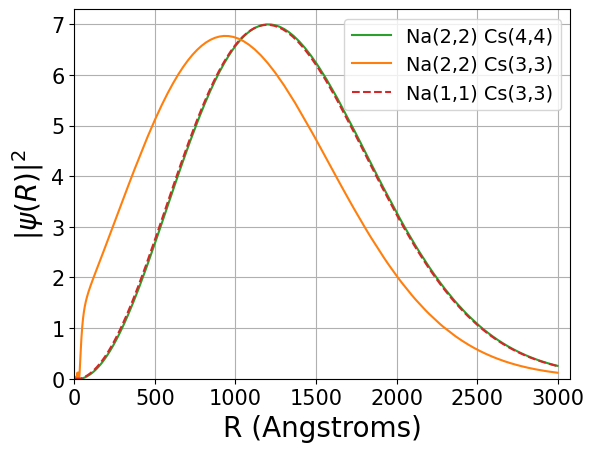 Na(2,2) Cs(4,4)
Na(2,2) Cs(3,3)
Na(1,1) Cs(3,3)
|ψ(R)|²
7
6
5
4
3
2
1
0
0 500 1000 1500 2000 2500 3000
R (Angstroms)